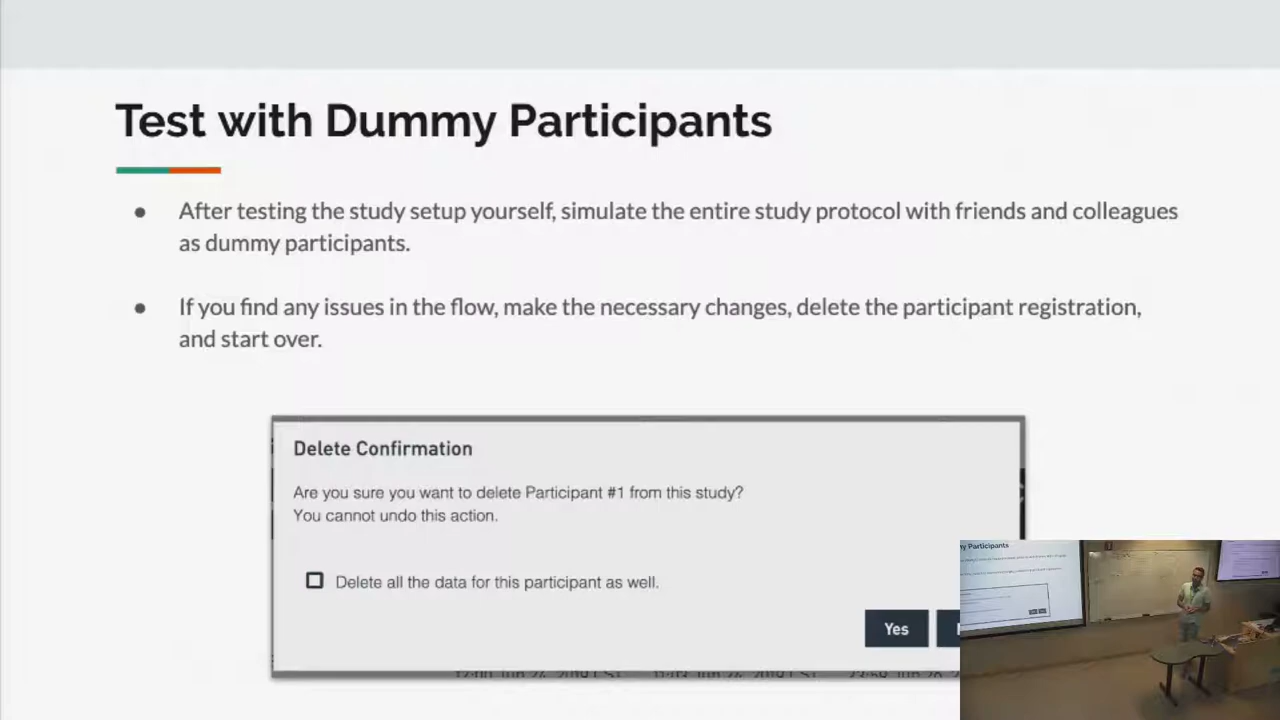 Test with Dummy Participants
● After testing the study setup yourself, simulate the entire study protocol with friends and colleagues
as dummy participants.
● If you find any issues in the flow, make the necessary changes, delete the participant registration,
and start over.
Delete Confirmation
Are you sure you want to delete Participant #1 from this study?
You cannot undo this action.
Delete all the data for this participant as well.
Yes
my Participants